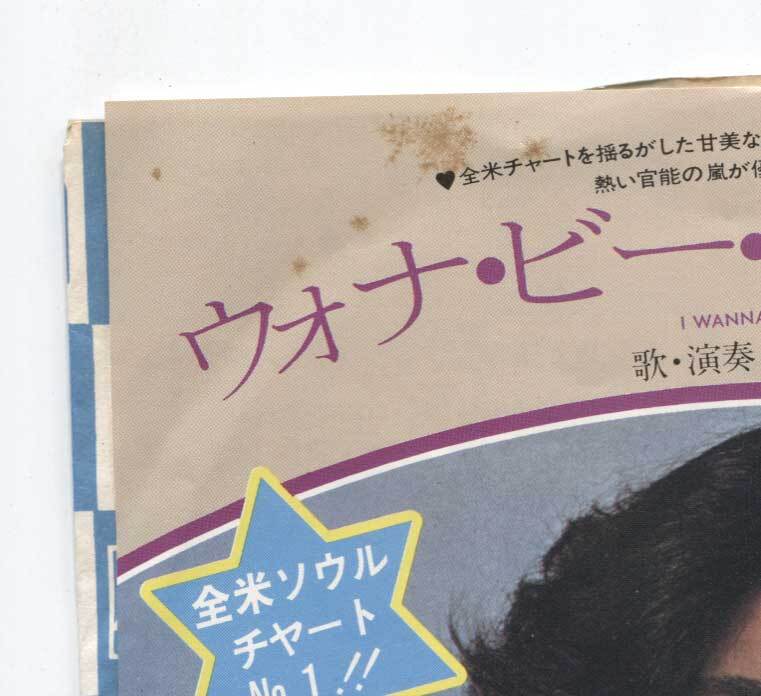 ♥全米チャートを揺るがした甘美な
熱い官能の嵐が
ウォナ・ビー・
I WANNA
歌・演奏
全米ソウル
チャート
No.1!!